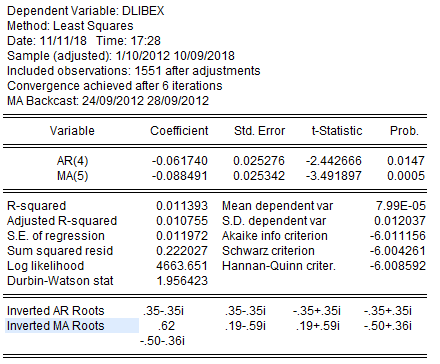 Dependent Variable: DLIBEX
Method: Least Squares
Date: 11/11/18 Time: 17:28
Sample (adjusted): 1/10/2012 10/09/2018
Included observations: 1551 after adjustments
Convergence achieved after 6 iterations
MA Backcast: 24/09/2012 28/09/2012
Variable Coefficient Std. Error t-Statistic Prob.
AR(4) -0.061740 0.025276 -2.442666 0.0147
MA(5) -0.088491 0.025342 -3.491897 0.0005
R-squared 0.011393 Mean dependent var 7.99E-05
Adjusted R-squared 0.010755 S.D. dependent var 0.012037
S.E. of regression 0.011972 Akaike info criterion -6.011156
Sum squared resid 0.222027 Schwarz criterion -6.004261
Log likelihood 4663.651 Hannan-Quinn criter. -6.008592
Durbin-Watson stat 1.956423
Inverted AR Roots .35-.35i .35-.35i -.35+.35i -.35+.35i
Inverted MA Roots .62 .19-.59i .19+.59i -.50+.36i
-.50-.36i